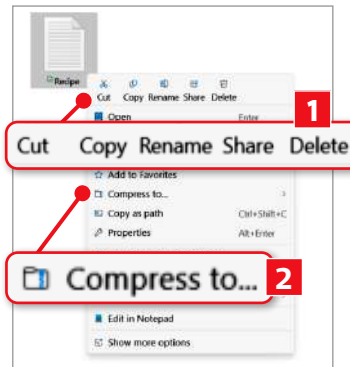 Recipe
Cut Copy Rename Share Delete
Open Enter
1
Cut Copy Rename Share Delete
Add to Favorites
Compress to...
Copy as path Ctrl+Shift+C
Properties Alt+Enter
Compress to... 2
Edit in Notepad
Show more options